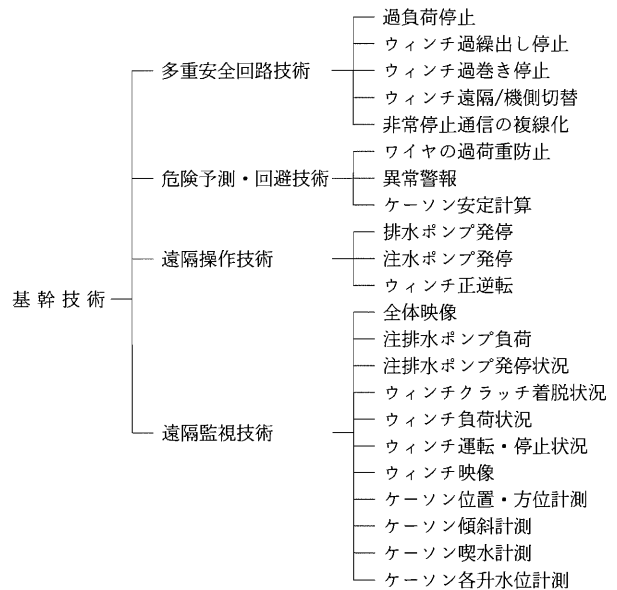 基幹技術
多重安全回路技術
過負荷停止
ウィンチ過繰出し停止
ウィンチ過巻き停止
ウィンチ遠隔/機側切替
非常停止通信の複線化
危険予測・回避技術
ワイヤの過荷重防止
異常警報
ケーソン安定計算
遠隔操作技術
排水ポンプ発停
注水ポンプ発停
ウィンチ正逆転
遠隔監視技術
全体映像
注排水ポンプ負荷
注排水ポンプ発停状況
ウィンチクラッチ着脱状況
ウィンチ負荷状況
ウィンチ運転・停止状況
ウィンチ映像
ケーソン位置・方位計測
ケーソン傾斜計測
ケーソン喫水計測
ケーソン各升水位計測